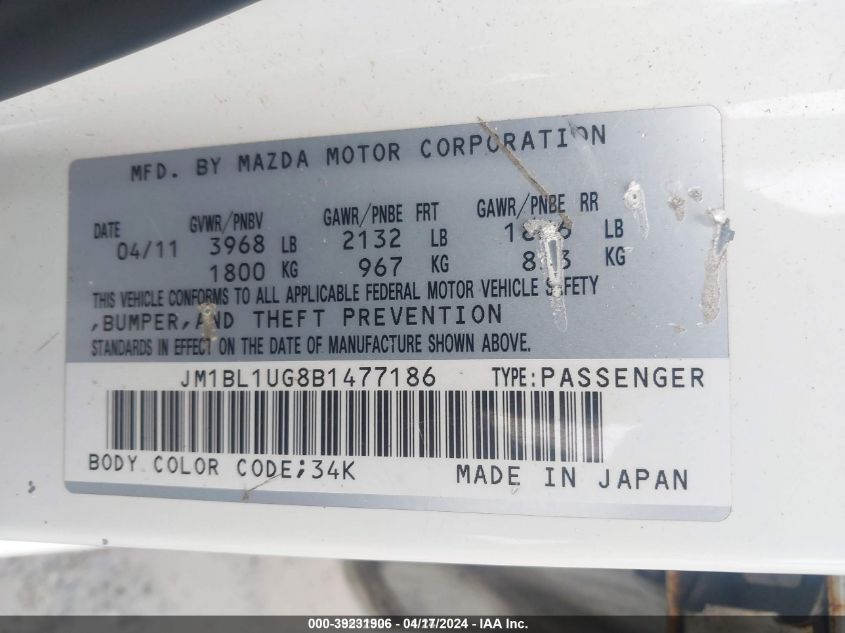 MFD. BY MAZDA MOTOR CORPORATION
DATE GVWR/PNBV GAWR/PNBE FRT GAWR/PNBE RR
04/11 3968 LB 2132 LB LB
1800 KG 967 KG KG
THIS VEHICLE CONFORMS TO ALL APPLICABLE FEDERAL MOTOR VEHICLE SAFETY
,BUMPER,AND THEFT PREVENTION
STANDARDS IN EFFECT ON THE DATE OF MANUFACTURE SHOWN ABOVE.
JM1BL1UG8B1477186 TYPE:PASSENGER
BODY COLOR CODE;34K MADE IN JAPAN
000-39231906 - 04/17/2024 - IAA Inc.